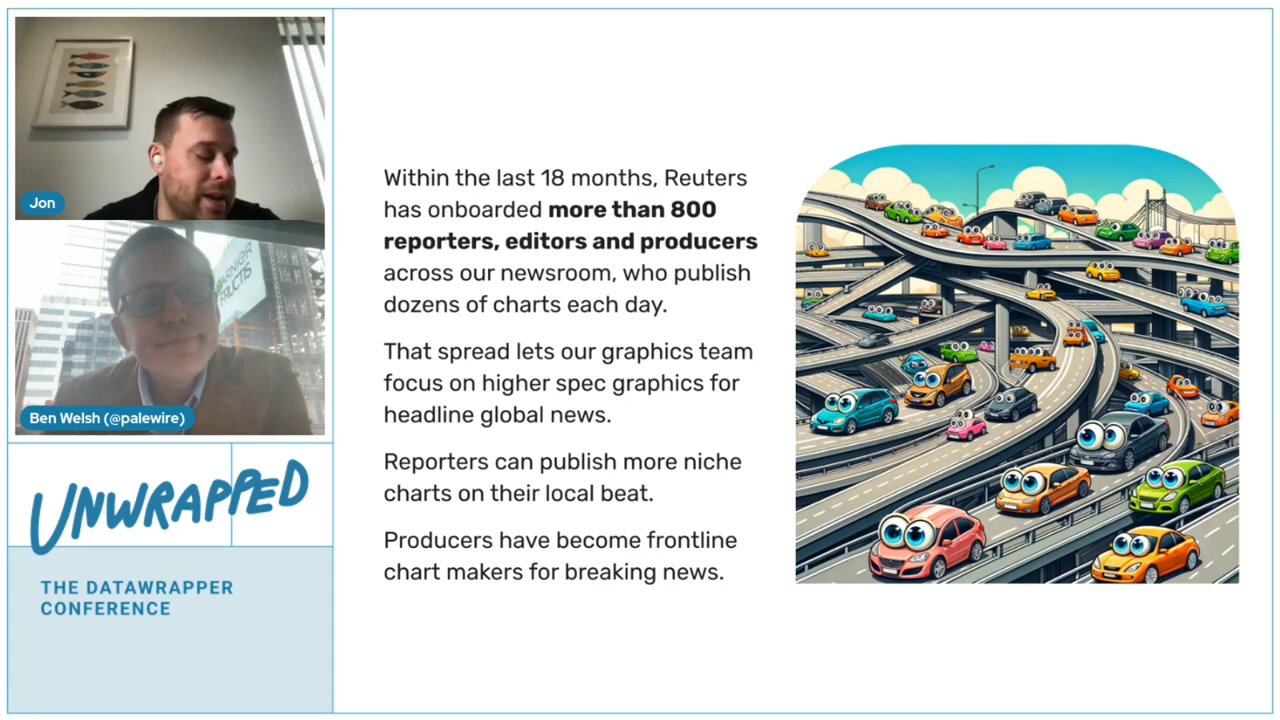 Jon
GARNIER
FRUCTIS
Ben Welsh (@palewire)
UNWRAPPED
THE DATAWRAPPER
CONFERENCE
Within the last 18 months, Reuters
has onboarded more than 800
reporters, editors and producers
across our newsroom, who publish
dozens of charts each day.
That spread lets our graphics team
focus on higher spec graphics for
headline global news.
Reporters can publish more niche
charts on their local beat.
Producers have become frontline
chart makers for breaking news.